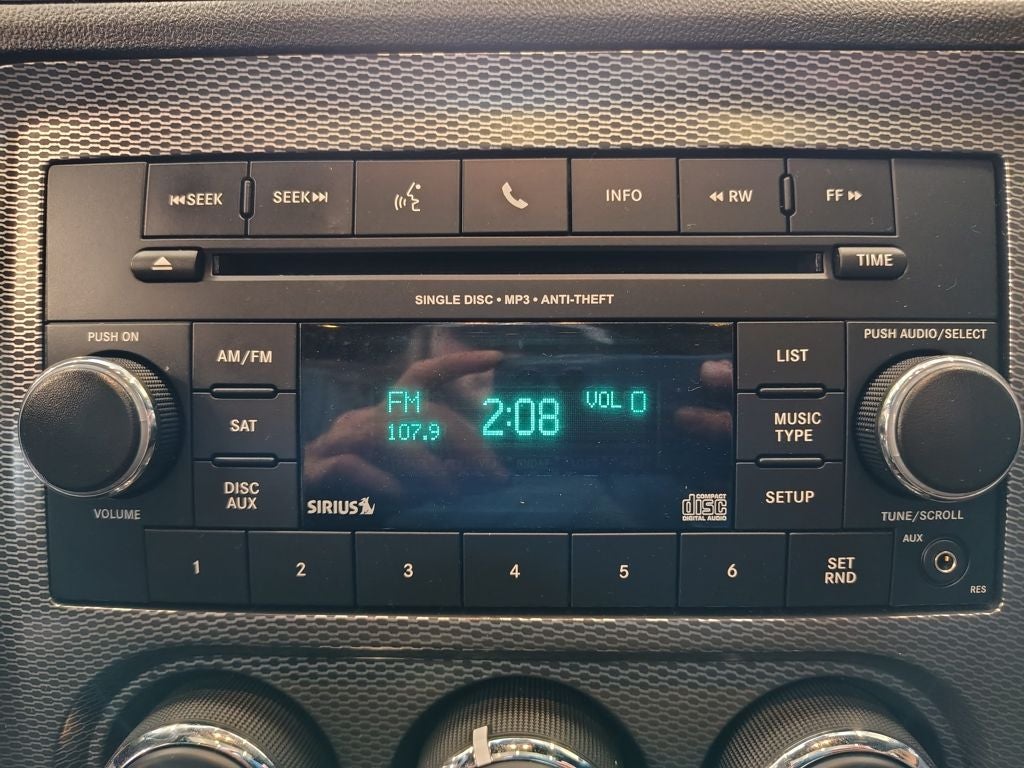 SEEK
SEEK
INFO
RW
FF
TIME
SINGLE DISC • MP3 • ANTI-THEFT
PUSH ON
AM/FM
LIST
PUSH AUDIO/SELECT
FM
2:08
VOL 0
107.9
SAT
MUSIC
TYPE
DISC
AUX
SETUP
SIRIUS
COMPACT
disc
DIGITAL AUDIO
VOLUME
TUNE/SCROLL
1
2
3
4
5
6
SET
RND
AUX
RES